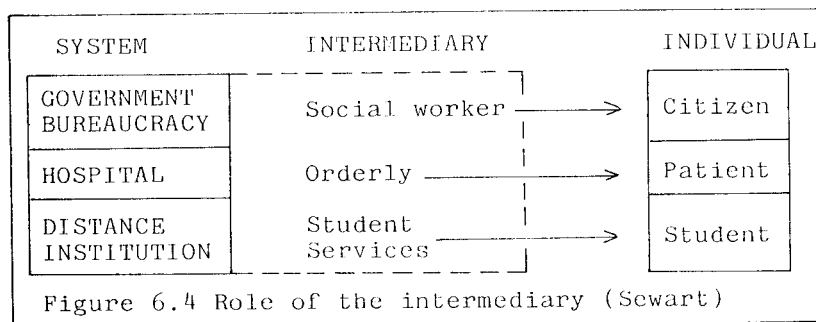 SYSTEM INTERMEDIARY INDIVIDUAL
GOVERNMENT
BUREAUCRACY
Social worker
Citizen
HOSPITAL
Orderly
Patient
DISTANCE
INSTITUTION
Student
Services
Student
Figure 6.4 Role of the intermediary (Sewart)